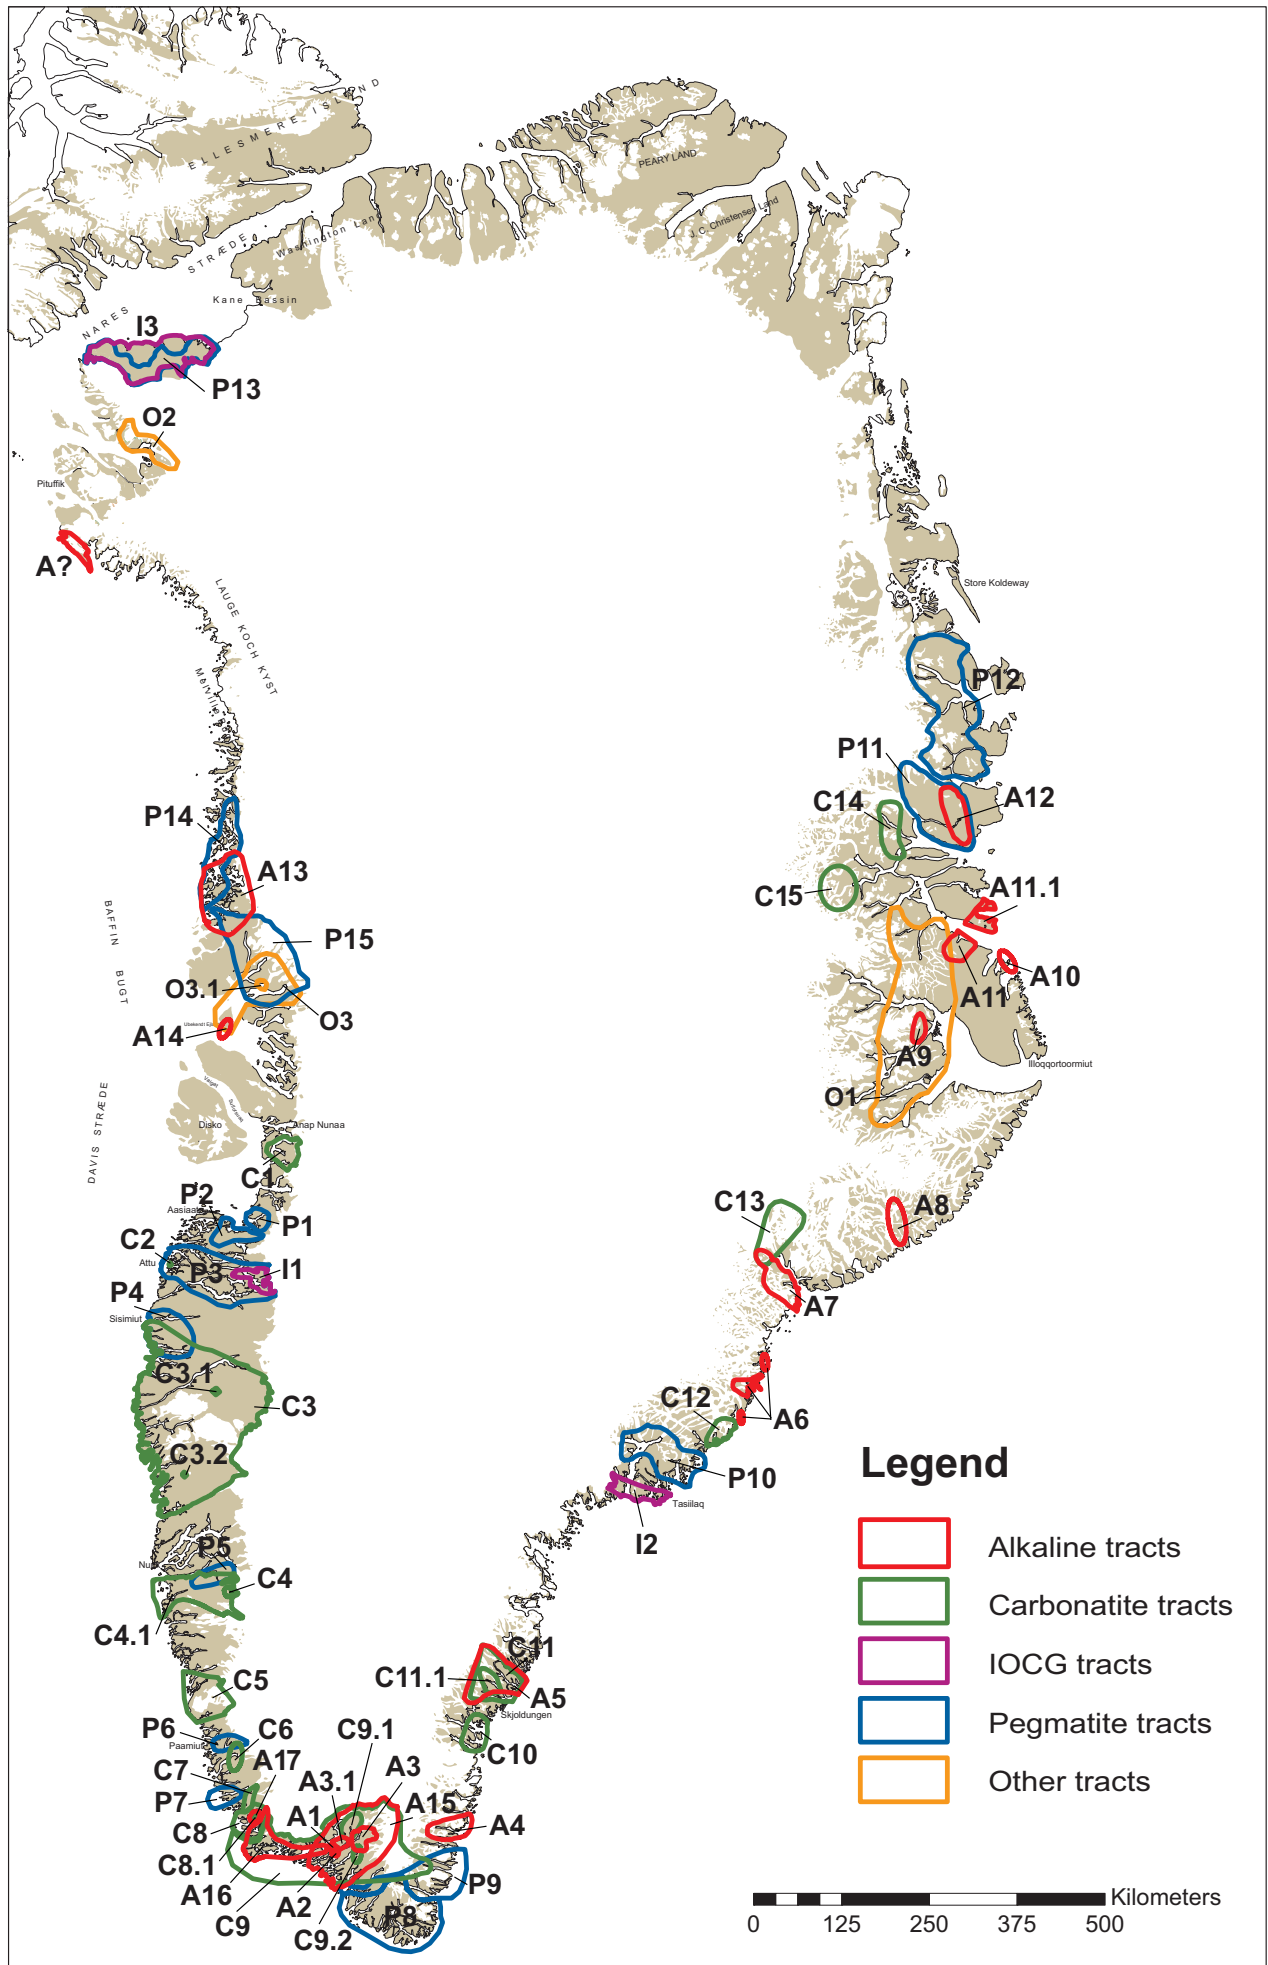 ELLESMERE ISLAND
PEARY LAND
J.C. Christensen Land
Washington Land
STRÆDE
Kane Bassin
NARES
I3
P13
O2
Pituffik
A?
LAUGE KOCH KYST
Store Koldewey
P12
P11
A12
C14
P14
A13
C15
A11.1
BAFFIN BUGT
P15
A11
A10
O3.1
O3
A14
A9
Illoqqortoormiut
O1
Vaigat
Disko
Anap Nunaa
DAVIS STRÆDE
C1
P2
Aasiaat
P1
C13
A8
C2
Attu
P3
I1
P4
Sisimiut
A7
C3.1
C3
C12
A6
C3.2
P10
Tasiilaq
I2
P5
C4
C4.1
C11
C11.1
A5
Skjoldungen
C5
C10
P6
Paamiut
C6
C9.1
A17
C7
A3
A3.1
P7
A1
A15
A4
C8
C8.1
A16
A2
P9
C9
P8
C9.2
Legend
Alkaline tracts
Carbonatite tracts
IOCG tracts
Pegmatite tracts
Other tracts
Kilometers
0 125 250 375 500